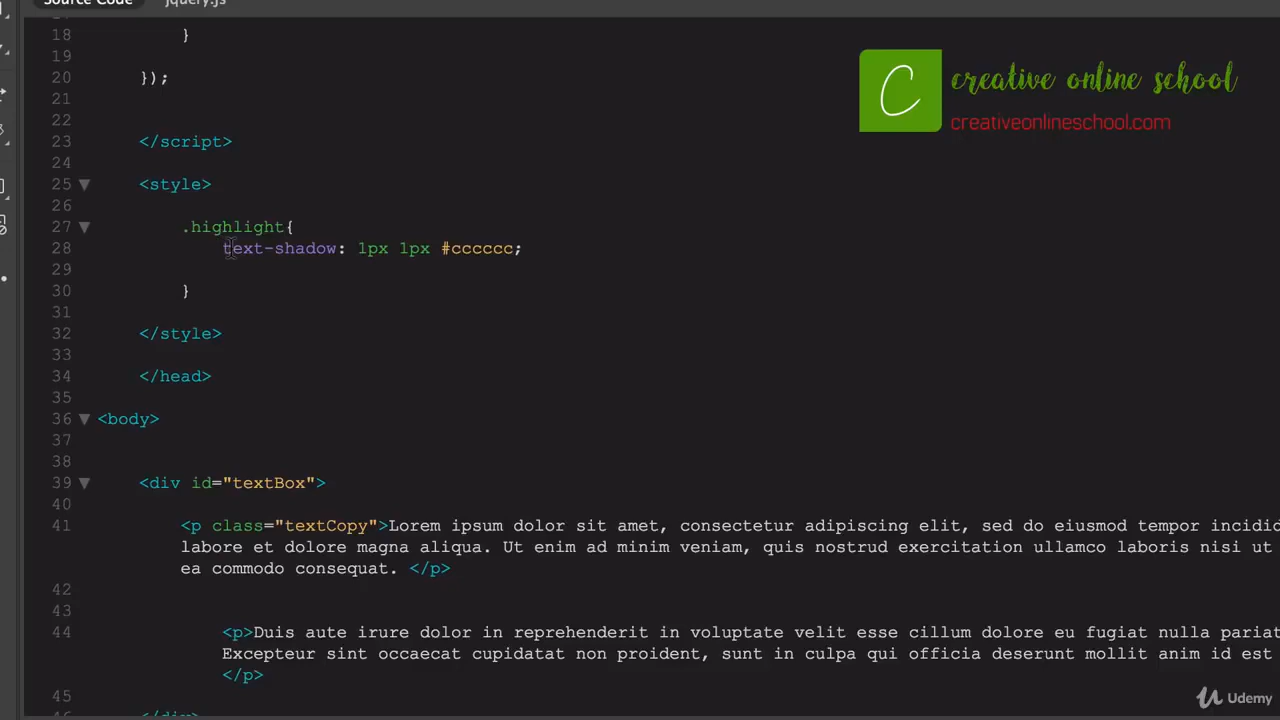 Source Code jquery.js
18 }
19
20 });
21
22
23 </script>
24
25 <style>
26
27 .highlight{
28 text-shadow: 1px 1px #cccccc;
29
30 }
31
32 </style>
33
34 </head>
35
36 <body>
37
38
39 <div id="textBox">
40
41 <p class="textCopy">Lorem ipsum dolor sit amet, consectetur adipiscing elit, sed do eiusmod tempor incidid
labore et dolore magna aliqua. Ut enim ad minim veniam, quis nostrud exercitation ullamco laboris nisi ut
ea commodo consequat. </p>
42
43
44 <p>Duis aute irure dolor in reprehenderit in voluptate velit esse cillum dolore eu fugiat nulla pariat
Excepteur sint occaecat cupidatat non proident, sunt in culpa qui officia deserunt mollit anim id est
</p>
45
46 </div>
C creative online school
creativeonlineschool.com
Udemy